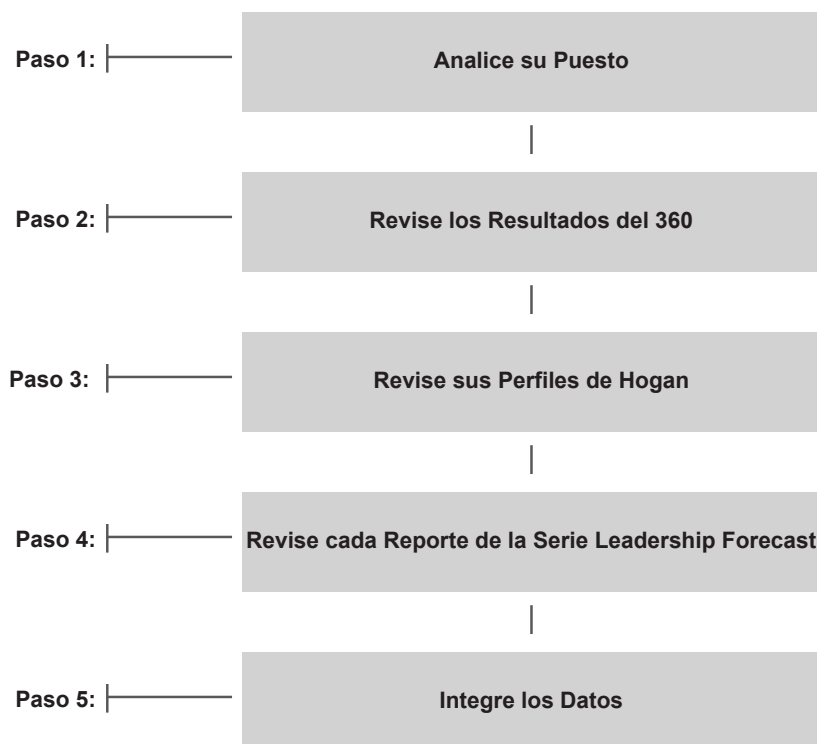 Paso 1:
Analice su Puesto
Paso 2:
Revise los Resultados del 360
Paso 3:
Revise sus Perfiles de Hogan
Paso 4:
Revise cada Reporte de la Serie Leadership Forecast
Paso 5:
Integre los Datos